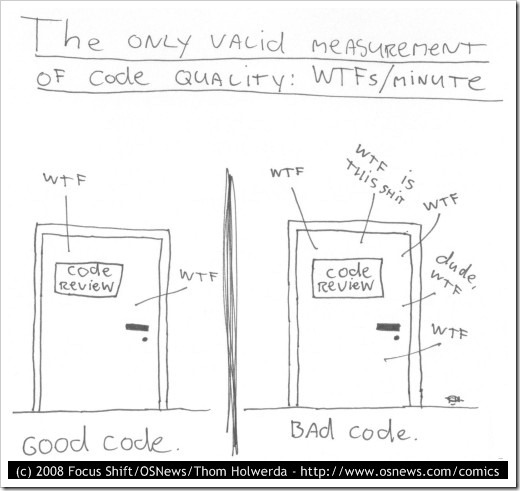 The only valid measurement
of code quality: WTFs/minute
WTF
code
review
WTF
Good code.
WTF
WTF is
this shit
WTF
code
review
dude,
WTF
WTF
BAd code.
(c) 2008 Focus Shift/OSNews/Thom Holwerda - http://www.osnews.com/comics